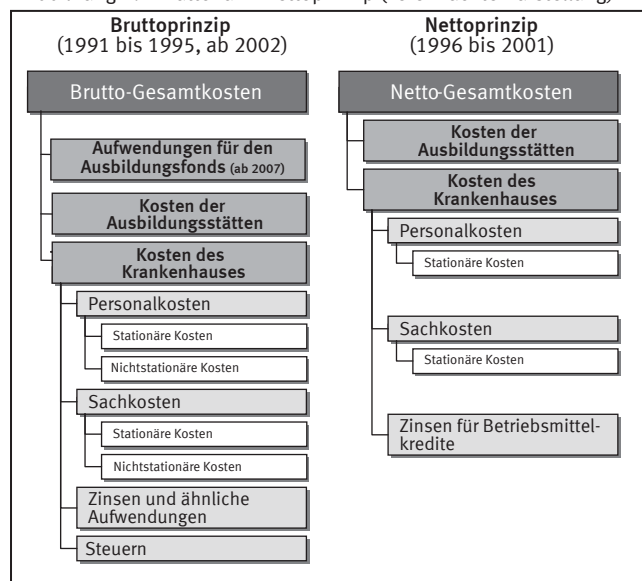 Bruttoprinzip
(1991 bis 1995, ab 2002)
Brutto-Gesamtkosten
Aufwendungen für den
Ausbildungsfonds (ab 2007)
Kosten der
Ausbildungsstätten
Kosten des
Krankenhauses
Personalkosten
Stationäre Kosten
Nichtstationäre Kosten
Sachkosten
Stationäre Kosten
Nichtstationäre Kosten
Zinsen und ähnliche
Aufwendungen
Steuern
Nettoprinzip
(1996 bis 2001)
Netto-Gesamtkosten
Kosten der
Ausbildungsstätten
Kosten des
Krankenhauses
Personalkosten
Stationäre Kosten
Sachkosten
Stationäre Kosten
Zinsen für Betriebsmittel-
kredite